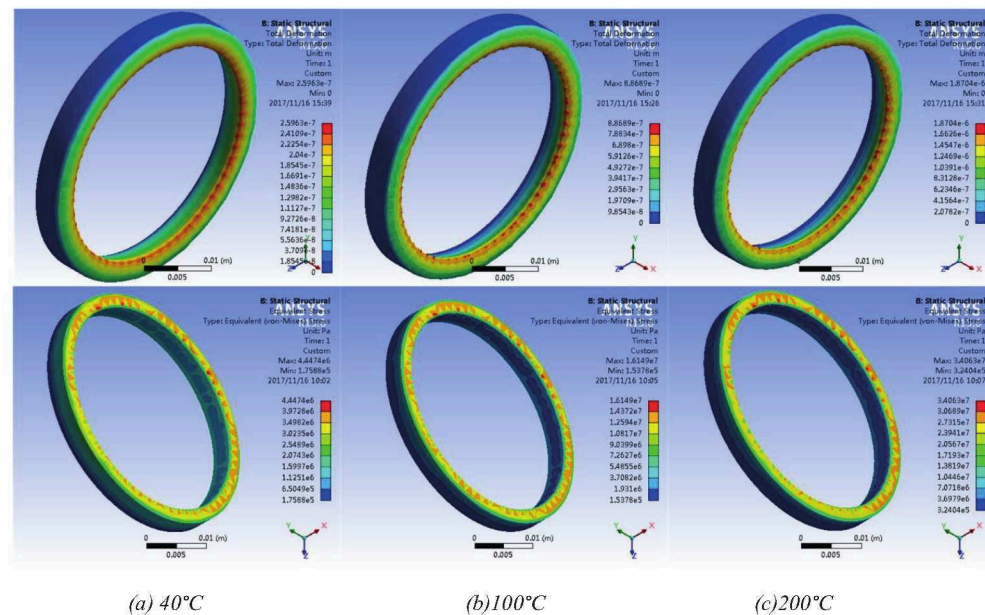 B: Static Structural
Total Deformation
Type: Total Deformation
Unit: m
Time: 1
Custom
Max: 2.5963e-7
Min: 0
2017/11/16 15:39
2.5963e-7
2.4109e-7
2.2254e-7
2.04e-7
1.8545e-7
1.6691e-7
1.4836e-7
1.2982e-7
1.1127e-7
9.2726e-8
7.4181e-8
5.5636e-8
3.709e-8
1.8545e-8
0
0 0.01 (m)
0.005
Y
Z X
B: Static Structural
Total Deformation
Type: Total Deformation
Unit: m
Time: 1
Custom
Max: 8.8689e-7
Min: 0
2017/11/16 15:26
8.8689e-7
7.8834e-7
6.898e-7
5.9126e-7
4.9272e-7
3.9417e-7
2.9563e-7
1.9709e-7
9.8543e-8
0
0 0.01 (m)
0.005
Y
Z X
B: Static Structural
Total Deformation
Type: Total Deformation
Unit: m
Time: 1
Custom
Max: 1.8704e-6
Min: 0
2017/11/16 15:31
1.8704e-6
1.6626e-6
1.4547e-6
1.2469e-6
1.0391e-6
8.3128e-7
6.2346e-7
4.1564e-7
2.0782e-7
0
0 0.01 (m)
0.005
Y
Z X
B: Static Structural
Equivalent Stress
Type: Equivalent (von-Mises) Stress
Unit: Pa
Time: 1
Custom
Max: 4.4474e6
Min: 1.7588e5
2017/11/16 10:02
4.4474e6
3.9728e6
3.4982e6
3.0235e6
2.5489e6
2.0743e6
1.5997e6
1.1251e6
6.5049e5
1.7588e5
0 0.01 (m)
0.005
Y X
Z
B: Static Structural
Equivalent Stress
Type: Equivalent (von-Mises) Stress
Unit: Pa
Time: 1
Custom
Max: 1.6149e7
Min: 1.5378e5
2017/11/16 10:05
1.6149e7
1.4372e7
1.2594e7
1.0817e7
9.0399e6
7.2627e6
5.4855e6
3.7082e6
1.931e6
1.5378e5
0 0.01 (m)
0.005
Y X
Z
B: Static Structural
Equivalent Stress
Type: Equivalent (von-Mises) Stress
Unit: Pa
Time: 1
Custom
Max: 3.4063e7
Min: 3.2404e5
2017/11/16 10:07
3.4063e7
3.0689e7
2.7315e7
2.3941e7
2.0567e7
1.7193e7
1.3819e7
1.0446e7
7.0718e6
3.6979e6
3.2404e5
0 0.01 (m)
0.005
Y X
Z
(a) 40°C (b)100°C (c)200°C